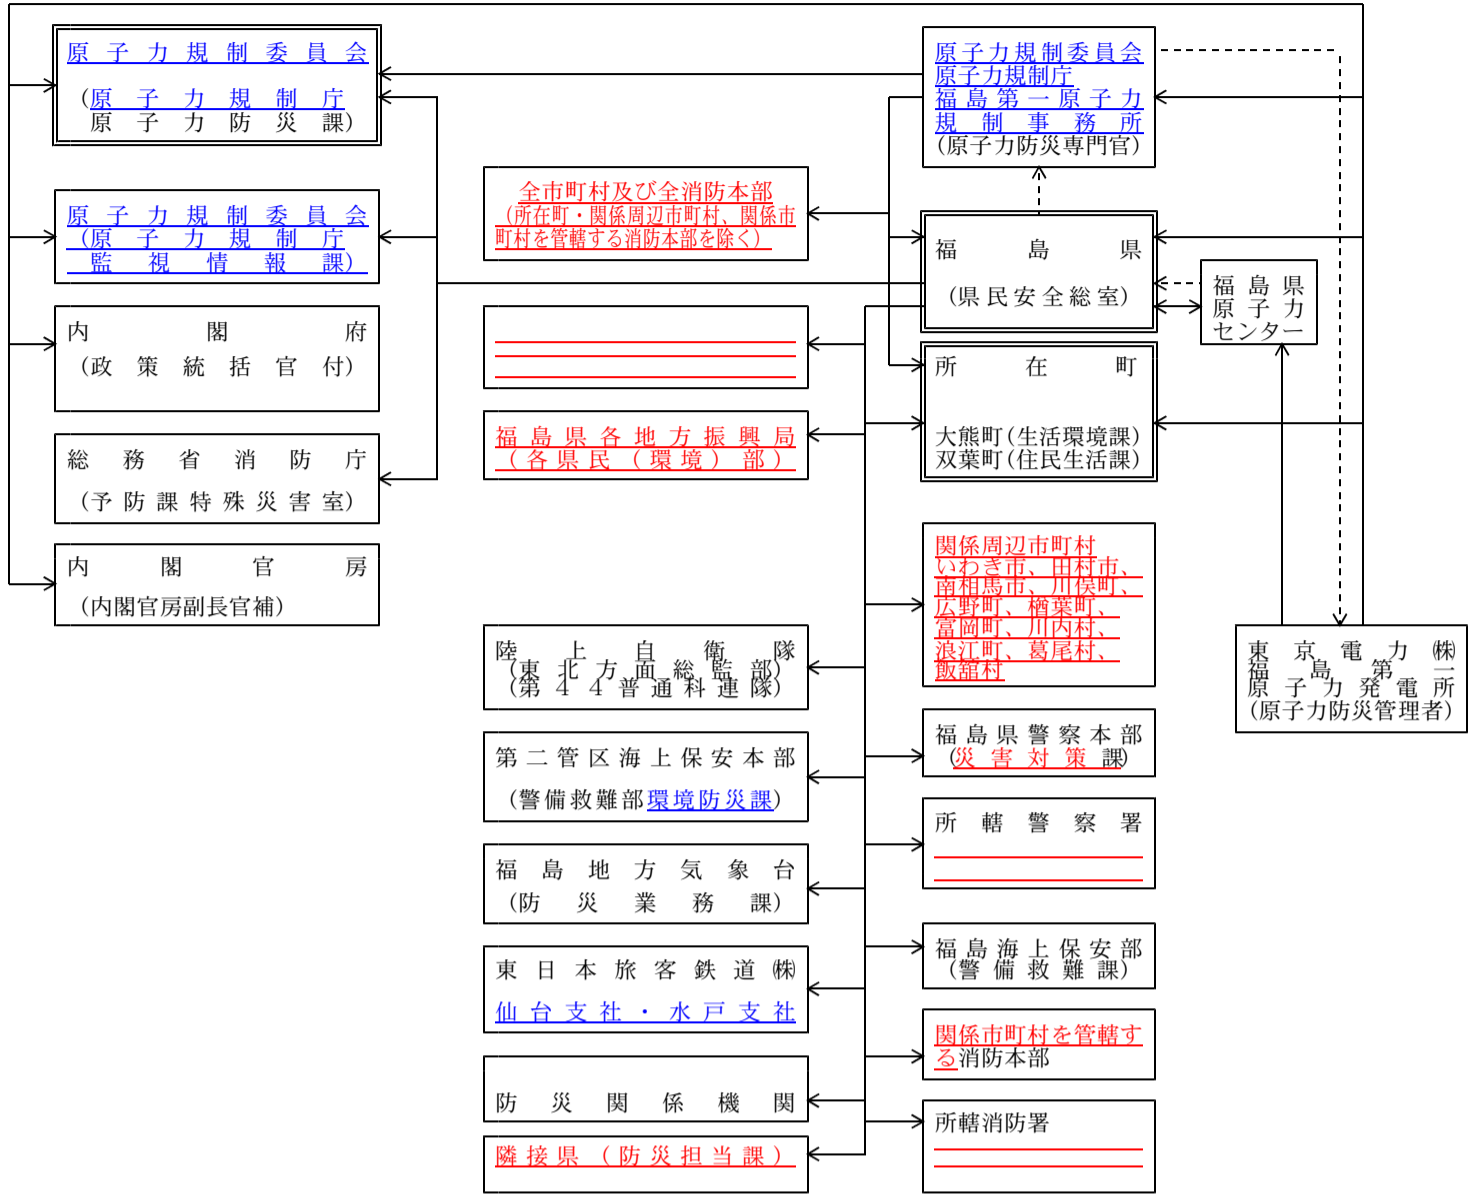 原子力規制委員会
（原子力規制庁
原子力防災課）
原子力規制委員会
（原子力規制庁
監視情報課）
内閣府
（政策統括官付）
総務省消防庁
（予防課特殊災害室）
内閣官房
（内閣官房副長官補）
全市町村及び全消防本部
（所在町・関係周辺市町村、関係市
町村を管轄する消防本部を除く）
福島県各地方振興局
（各県民（環境）部）
陸上自衛隊
（東北方面総監部）
（第４４普通科連隊）
第二管区海上保安本部
（警備救難部環境防災課）
福島地方気象台
（防災業務課）
東日本旅客鉄道㈱
仙台支社・水戸支社
防災関係機関
隣接県（防災担当課）
原子力規制委員会
原子力規制庁
福島第一原子力
規制事務所
（原子力防災専門官）
福島県
（県民安全総室）
福島県
原子力
センター
所在町
大熊町（生活環境課）
双葉町（住民生活課）
関係周辺市町村
いわき市、田村市、
南相馬市、川俣町、
広野町、楢葉町、
富岡町、川内村、
浪江町、葛尾村、
飯舘村
福島県警察本部
（災害対策課）
所轄警察署
福島海上保安部
（警備救難課）
関係市町村を管轄す
る消防本部
所轄消防署
東京電力㈱
福島第一
原子力発電所
（原子力防災管理者）